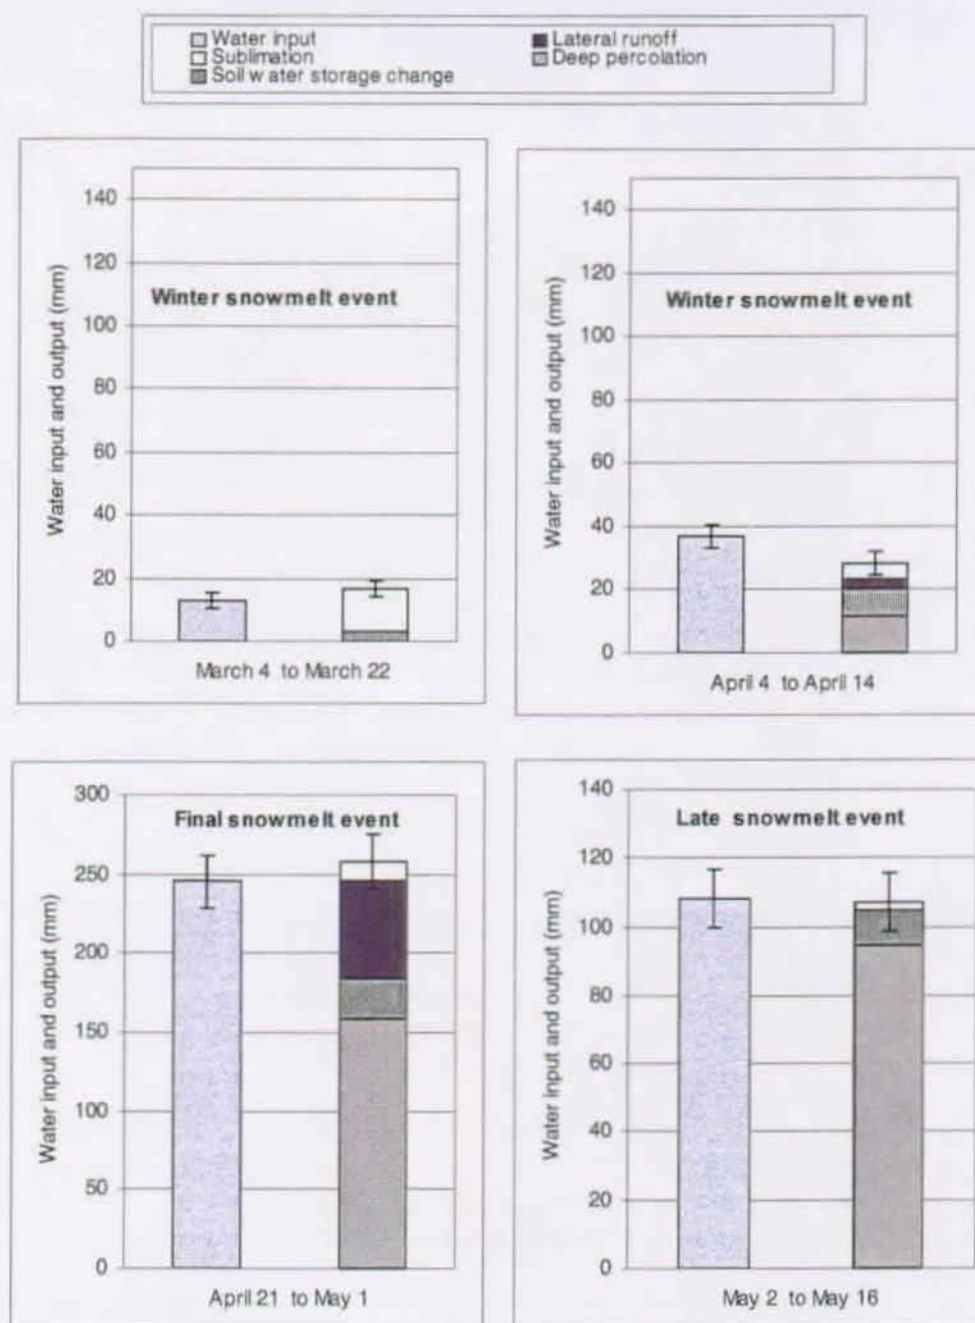 Water input
Lateral runoff
Sublimation
Deep percolation
Soil water storage change
Water input and output (mm)
140
120
100
80
60
40
20
0
Winter snowmelt event
March 4 to March 22
Water input and output (mm)
140
120
100
80
60
40
20
0
Winter snowmelt event
April 4 to April 14
Water input and output (mm)
300
250
200
150
100
50
0
Final snowmelt event
April 21 to May 1
Water input and output (mm)
140
120
100
80
60
40
20
0
Late snowmelt event
May 2 to May 16